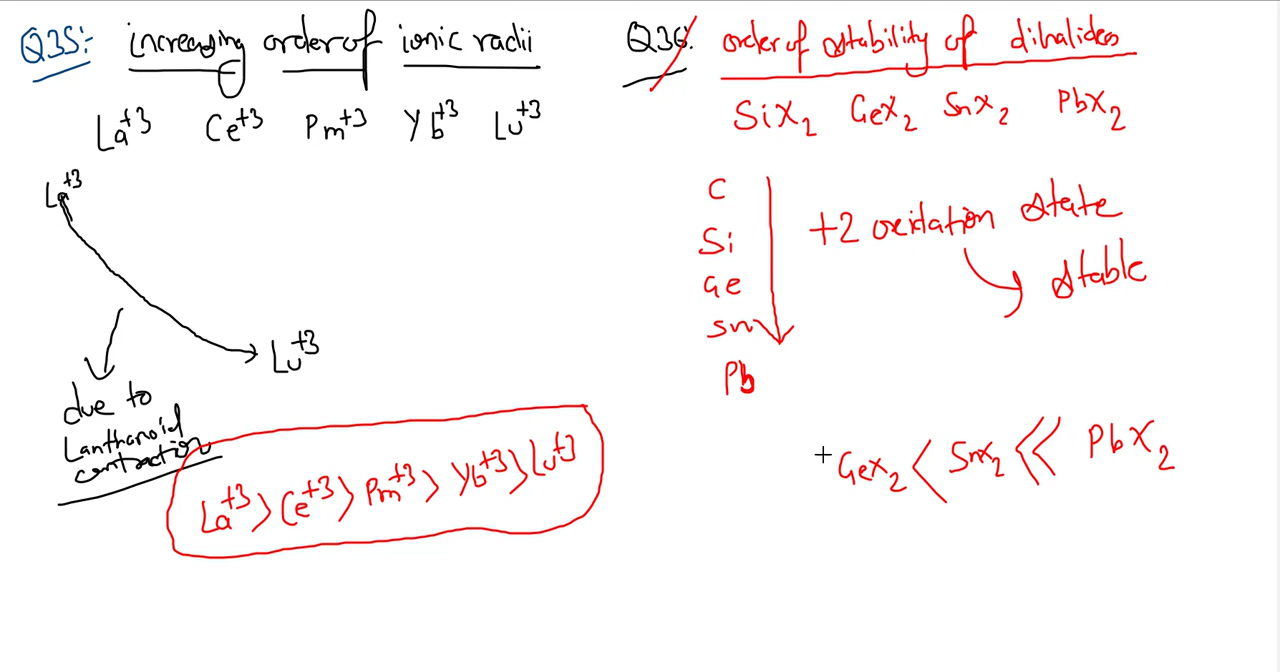 Q35:- increasing order of ionic radii
La+3 Ce+3 Pm+3 Yb+3 Lu+3
La+3
Lu+3
due to
Lanthanoid
contraction
La+3 > Ce+3 > Pm+3 > Yb+3 > Lu+3
Q36. order of stability of dihalides
SiX2 GeX2 SnX2 PbX2
C
Si
Ge
Sn
Pb
+2 oxidation state
stable
GeX2 < SnX2 << PbX2